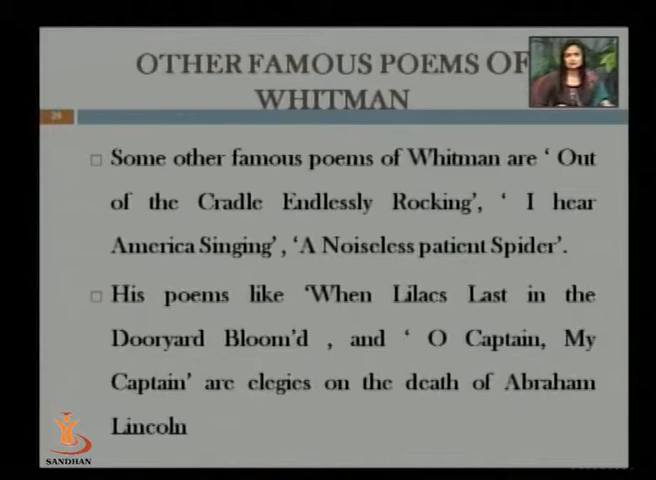 OTHER FAMOUS POEMS OF
WHITMAN
26
□ Some other famous poems of Whitman are ‘ Out
of the Cradle Endlessly Rocking’, ‘ I hear
America Singing’, ‘A Noiseless patient Spider’.
□ His poems like ‘When Lilacs Last in the
Dooryard Bloom’d , and ‘ O Captain, My
Captain’ are elegies on the death of Abraham
Lincoln
SANDHAN